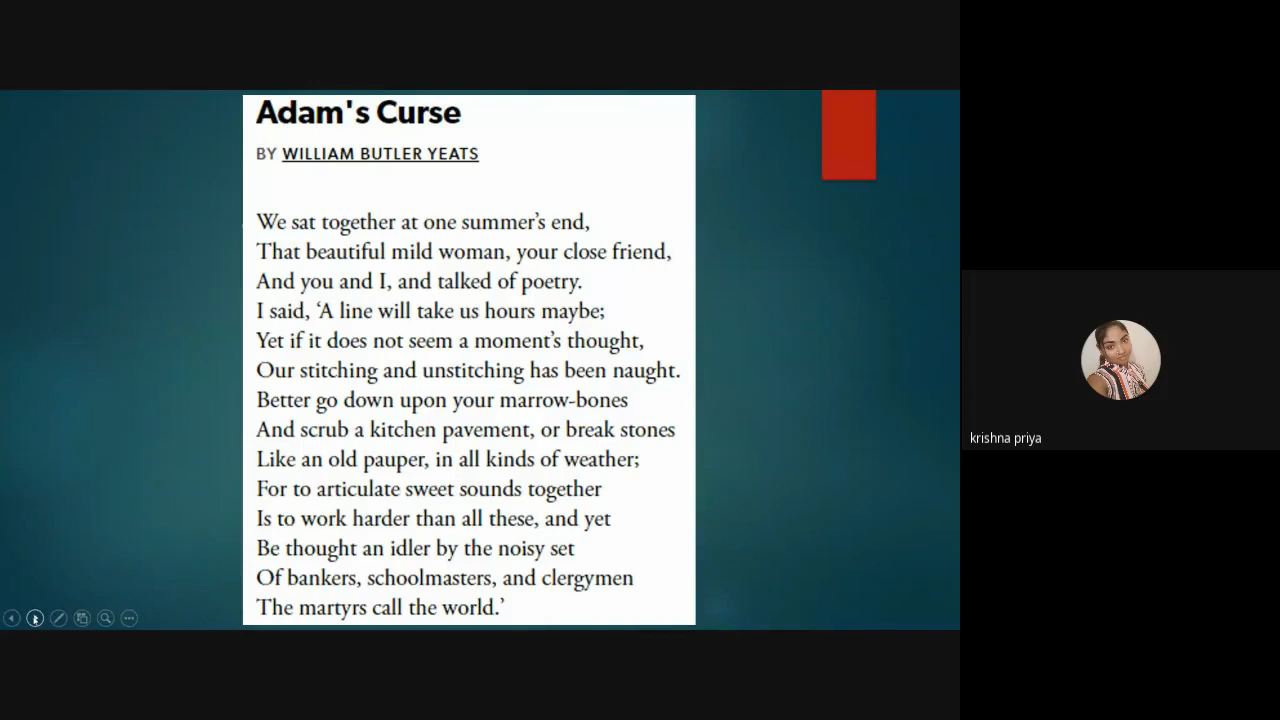 Adam's Curse
BY WILLIAM BUTLER YEATS
We sat together at one summer’s end,
That beautiful mild woman, your close friend,
And you and I, and talked of poetry.
I said, ‘A line will take us hours maybe;
Yet if it does not seem a moment’s thought,
Our stitching and unstitching has been naught.
Better go down upon your marrow-bones
And scrub a kitchen pavement, or break stones
Like an old pauper, in all kinds of weather;
For to articulate sweet sounds together
Is to work harder than all these, and yet
Be thought an idler by the noisy set
Of bankers, schoolmasters, and clergymen
The martyrs call the world.’
krishna priya